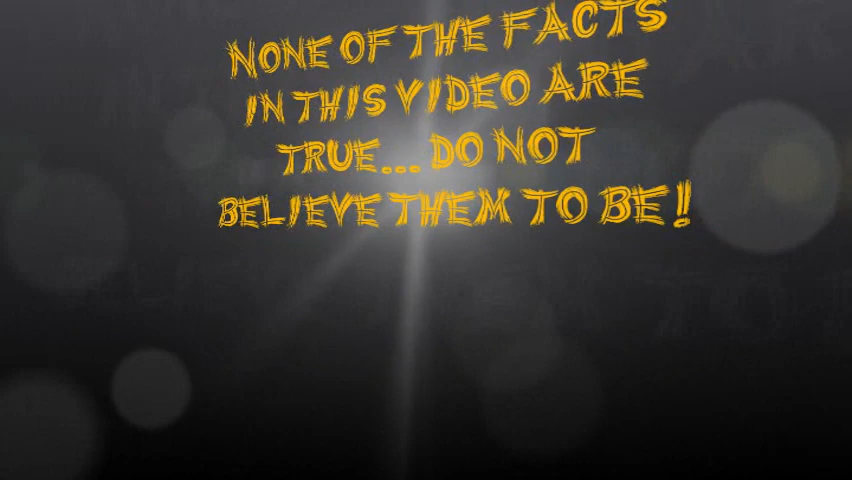 NONE OF THE FACTS
IN THIS VIDEO ARE
TRUE... DO NOT
BELIEVE THEM TO BE!